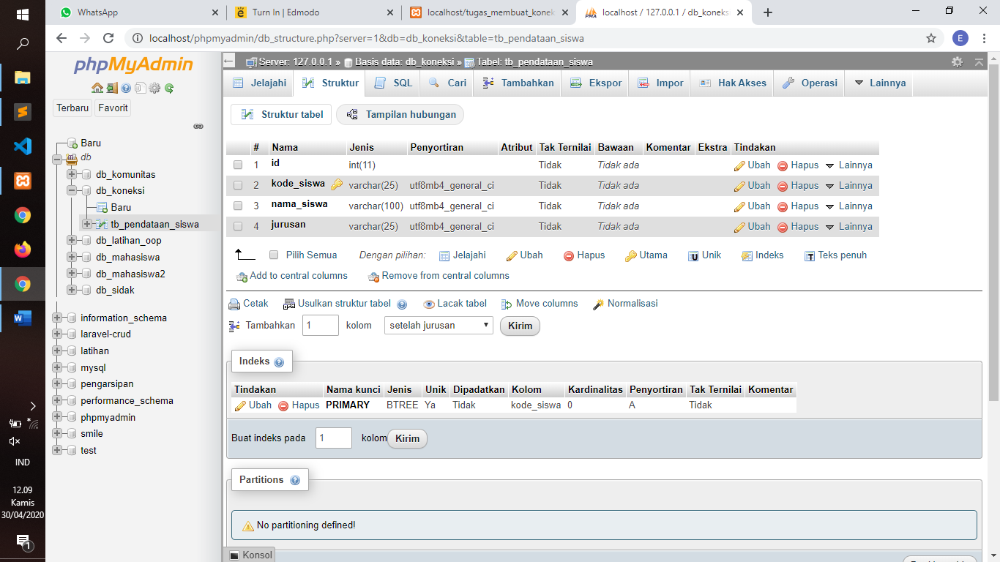 WhatsApp
Turn In | Edmodo
localhost/tugas_membuat_konek
localhost / 127.0.0.1 / db_koneks
localhost/phpmyadmin/db_structure.php?server=1&db=db_koneksi&table=tb_pendataan_siswa
E
phpMyAdmin
Terbaru
Favorit
Baru
db
db_komunitas
db_koneksi
Baru
tb_pendataan_siswa
db_latihan_oop
db_mahasiswa
db_mahasiswa2
db_sidak
information_schema
laravel-crud
latihan
mysql
pengarsipan
performance_schema
phpmyadmin
smile
test
Server: 127.0.0.1 » Basis data: db_koneksi » Tabel: tb_pendataan_siswa
Jelajahi Struktur SQL Cari Tambahkan Ekspor Impor Hak Akses Operasi Lainnya
Struktur tabel Tampilan hubungan
# Nama Jenis Penyortiran Atribut Tak Ternilai Bawaan Komentar Ekstra Tindakan
1 id int(11) Tidak Tidak ada Ubah Hapus Lainnya
2 kode_siswa varchar(25) utf8mb4_general_ci Tidak Tidak ada Ubah Hapus Lainnya
3 nama_siswa varchar(100) utf8mb4_general_ci Tidak Tidak ada Ubah Hapus Lainnya
4 jurusan varchar(25) utf8mb4_general_ci Tidak Tidak ada Ubah Hapus Lainnya
Pilih Semua Dengan pilihan: Jelajahi Ubah Hapus Utama Unik Indeks Teks penuh
Add to central columns Remove from central columns
Cetak Usulkan struktur tabel Lacak tabel Move columns Normalisasi
Tambahkan 1 kolom setelah jurusan Kirim
Indeks
Tindakan Nama kunci Jenis Unik Dipadatkan Kolom Kardinalitas Penyortiran Tak Ternilai Komentar
Ubah Hapus PRIMARY BTREE Ya Tidak kode_siswa 0 A Tidak
Buat indeks pada 1 kolom Kirim
Partitions
No partitioning defined!
Konsol
IND
12.09
Kamis
30/04/2020
1